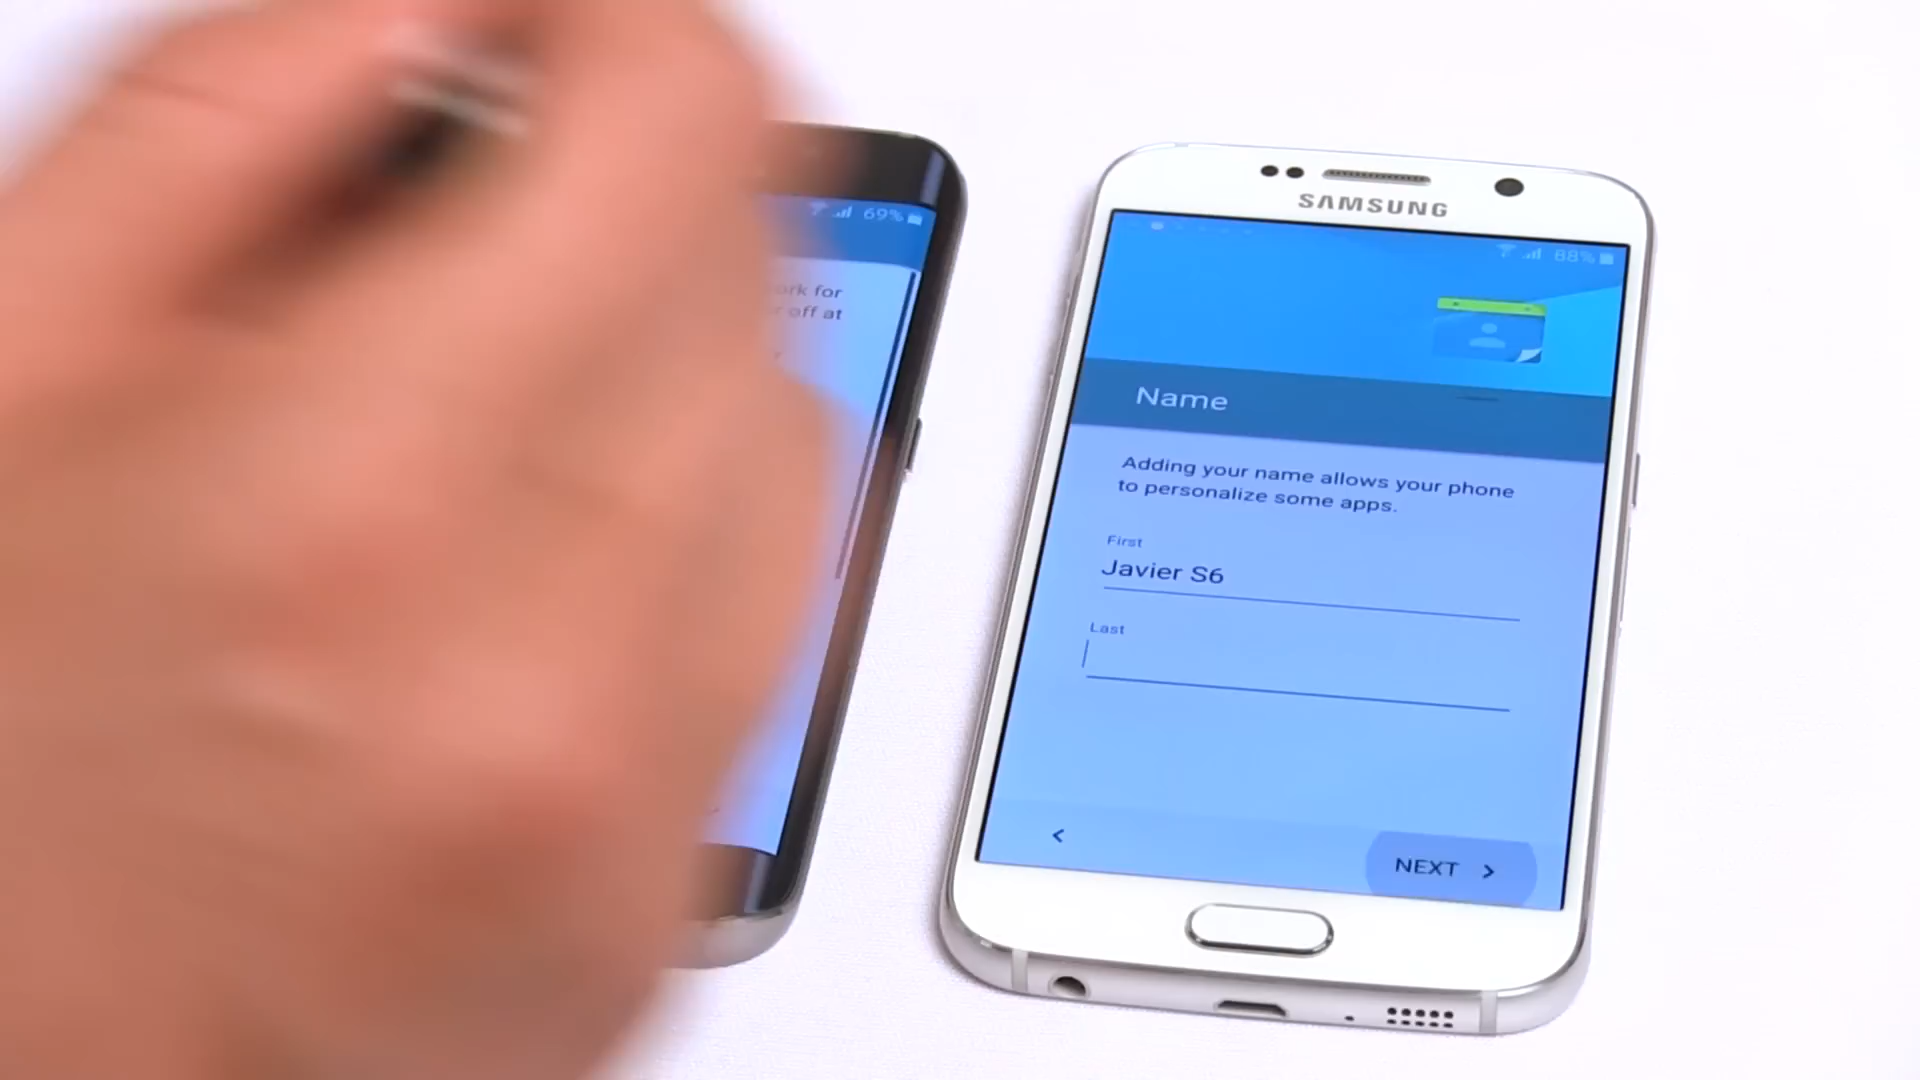 69%
ork for
r off at
SAMSUNG
88%
Name
Adding your name allows your phone
to personalize some apps.
First
Javier S6
Last
NEXT